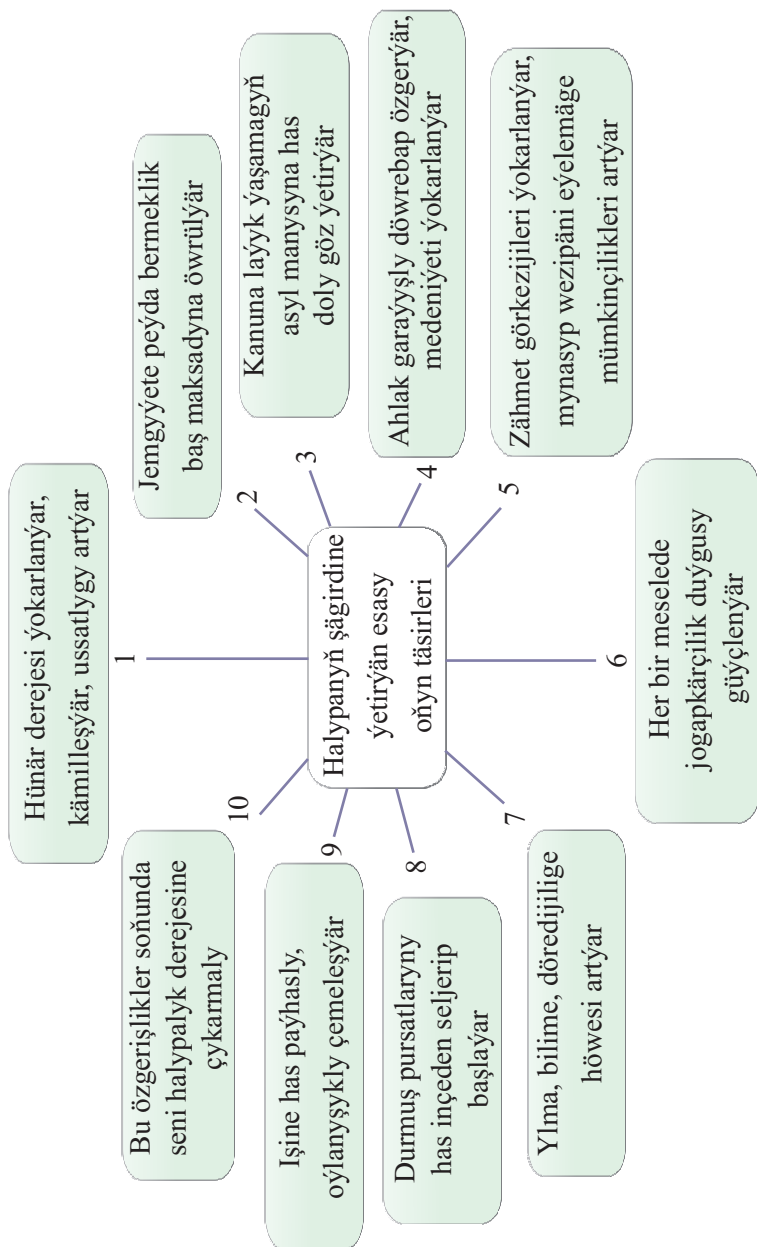 Halypanyň şägirdine
ýetirýän esasy
oňyn täsirleri
1
Hünär derejesi ýokarlanýar,
kämilleşýär, ussatlygy artýar
2
Jemgyýete peýda bermeklik
baş maksadyna öwrülýär
3
Kanuna laýyk ýaşamagyň
asyl manysyna has
doly göz ýetirýär
4
Ahlak garaýyşly döwrebap özgerýär,
medeniýeti ýokarlanýar
5
Zähmet görkezijileri ýokarlanýar,
mynasyp wezipäni eýelemäge
mümkinçilikleri artýar
6
Her bir meselede
jogapkärçilik duýgusy
güýçlenýär
7
Ylma, bilime, döredijilige
höwesi artýar
8
Durmuş pursatlaryny
has inçeden seljerip
başlaýar
9
Işine has paýhasly,
oýlanyşykly çemeleşýär
10
Bu özgerişlikler soňunda
seni halypalyk derejesine
çykarmaly